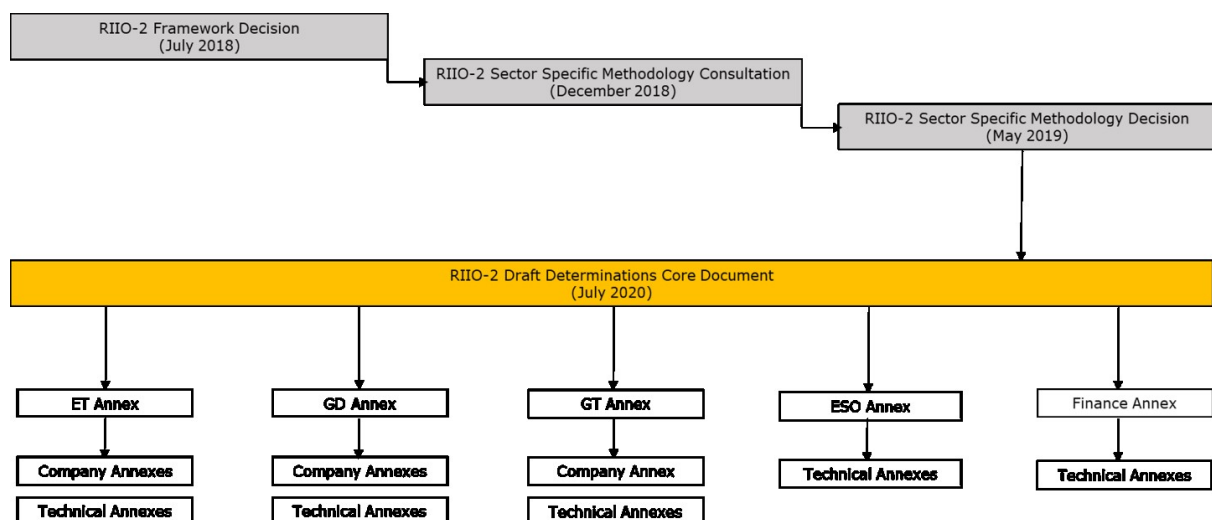 RIIO-2 Framework Decision
(July 2018)
RIIO-2 Sector Specific Methodology Consultation
(December 2018)
RIIO-2 Sector Specific Methodology Decision
(May 2019)
RIIO-2 Draft Determinations Core Document
(July 2020)
ET Annex
GD Annex
GT Annex
ESO Annex
Finance Annex
Company Annexes
Company Annexes
Company Annex
Technical Annexes
Technical Annexes
Technical Annexes
Technical Annexes
Technical Annexes